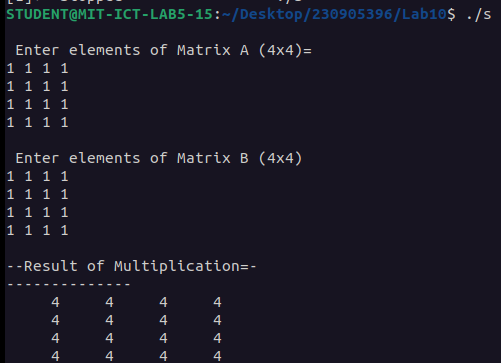 STUDENT@MIT-ICT-LAB5-15:~/Desktop/230905396/Lab10$ ./s
Enter elements of Matrix A (4x4)=
1 1 1 1
1 1 1 1
1 1 1 1
1 1 1 1
Enter elements of Matrix B (4x4)
1 1 1 1
1 1 1 1
1 1 1 1
1 1 1 1
--Result of Multiplication=-
--------------
4 4 4 4
4 4 4 4
4 4 4 4
4 4 4 4